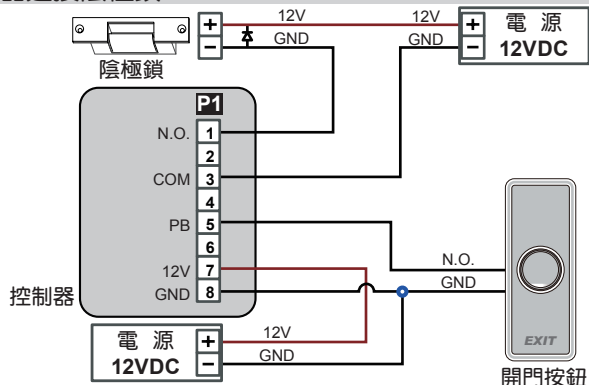 +
−
12V
GND
12V
GND
+
−
電 源
12VDC
陰極鎖
P1
N.O. 1
2
COM 3
4
PB 5
6
12V 7
GND 8
控制器
N.O.
GND
EXIT
開門按鈕
電 源
12VDC
+
−
12V
GND